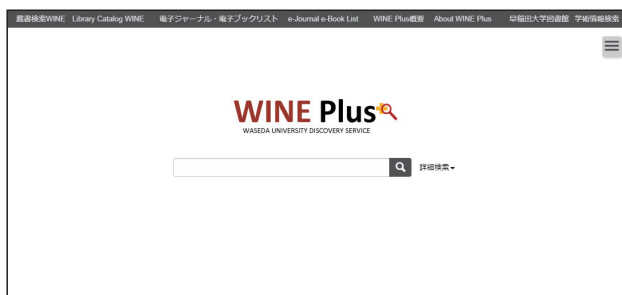 蔵書検索WINE Library Catalog WINE 電子ジャーナル・電子ブックリスト e-Journal e-Book List WINE Plus概要 About WINE Plus 早稲田大学図書館 学術情報検索
WINE Plus
WASEDA UNIVERSITY DISCOVERY SERVICE
詳細検索